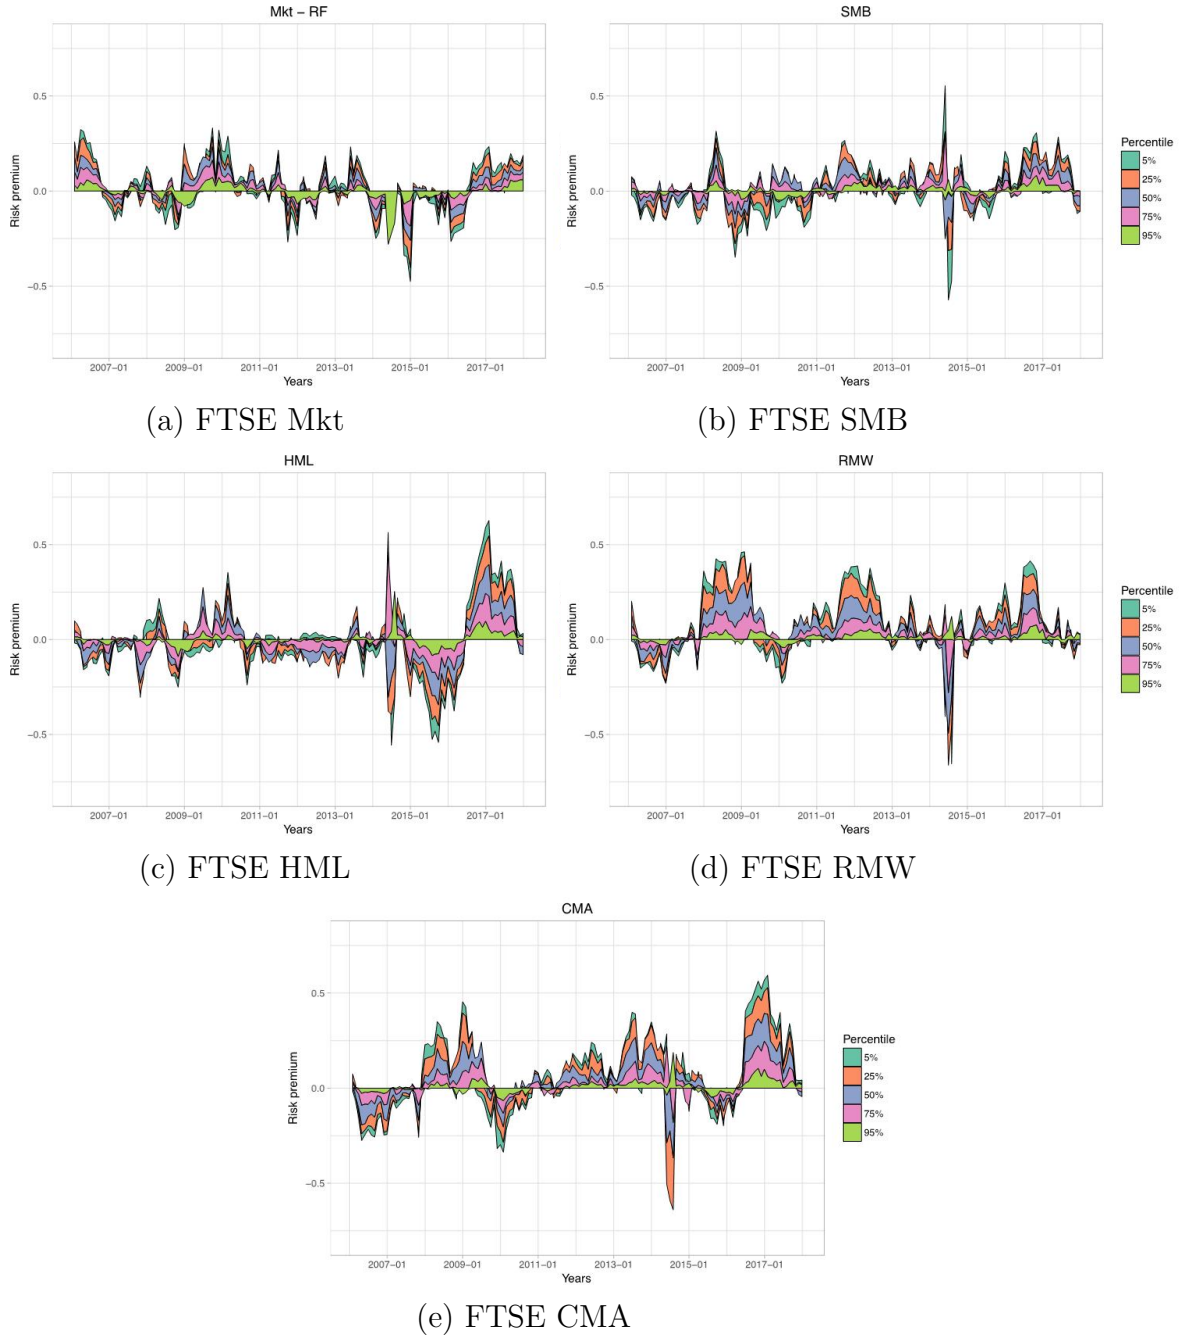 Mkt − RF
Risk premium
0.5
0.0
−0.5
2007−01 2009−01 2011−01 2013−01 2015−01 2017−01
Years
(a) FTSE Mkt
SMB
Risk premium
0.5
0.0
−0.5
2007−01 2009−01 2011−01 2013−01 2015−01 2017−01
Years
Percentile
5%
25%
50%
75%
95%
(b) FTSE SMB
HML
Risk premium
0.5
0.0
−0.5
2007−01 2009−01 2011−01 2013−01 2015−01 2017−01
Years
(c) FTSE HML
RMW
Risk premium
0.5
0.0
−0.5
2007−01 2009−01 2011−01 2013−01 2015−01 2017−01
Years
Percentile
5%
25%
50%
75%
95%
(d) FTSE RMW
CMA
Risk premium
0.5
0.0
−0.5
2007−01 2009−01 2011−01 2013−01 2015−01 2017−01
Years
Percentile
5%
25%
50%
75%
95%
(e) FTSE CMA